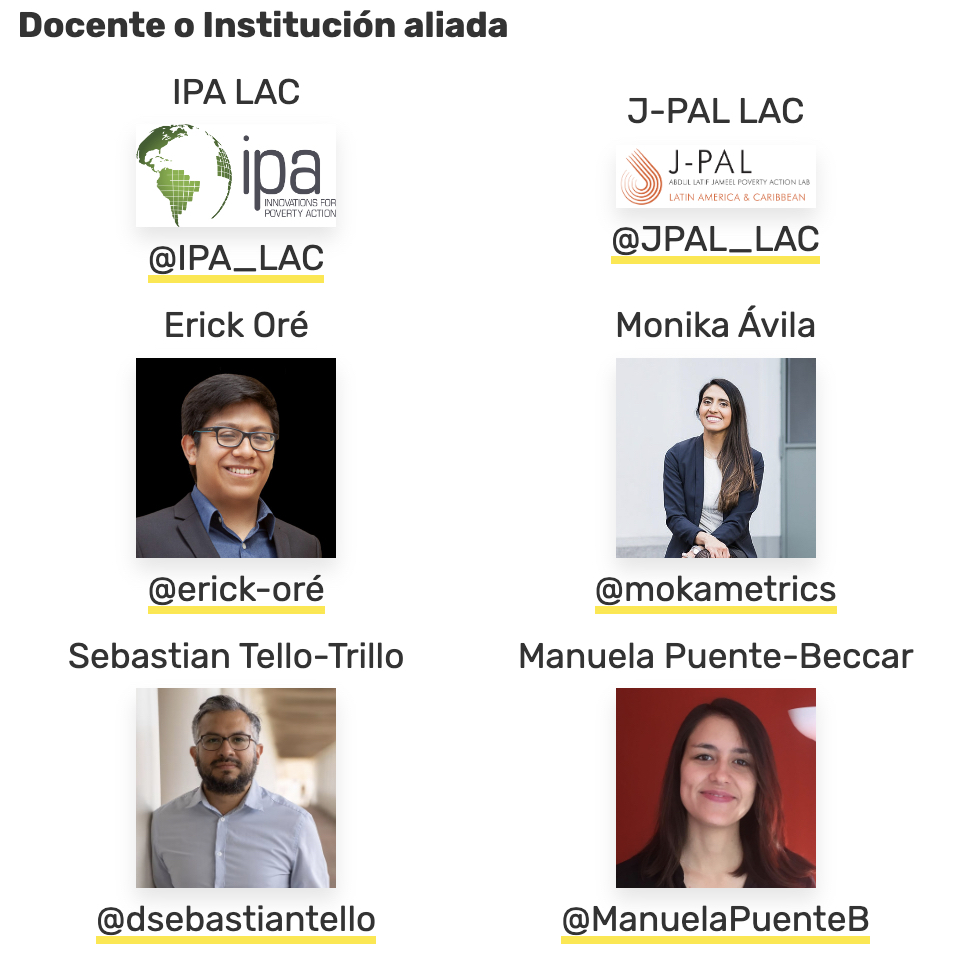 Docente o Institución aliada
IPA LAC
ipa
INNOVATIONS FOR
POVERTY ACTION
@IPA_LAC
J-PAL LAC
J-PAL
ABDUL LATIF JAMEEL POVERTY ACTION LAB
LATIN AMERICA & CARIBBEAN
@JPAL_LAC
Erick Oré
@erick-oré
Monika Ávila
@mokametrics
Sebastian Tello-Trillo
@dsebastiantello
Manuela Puente-Beccar
@ManuelaPuenteB